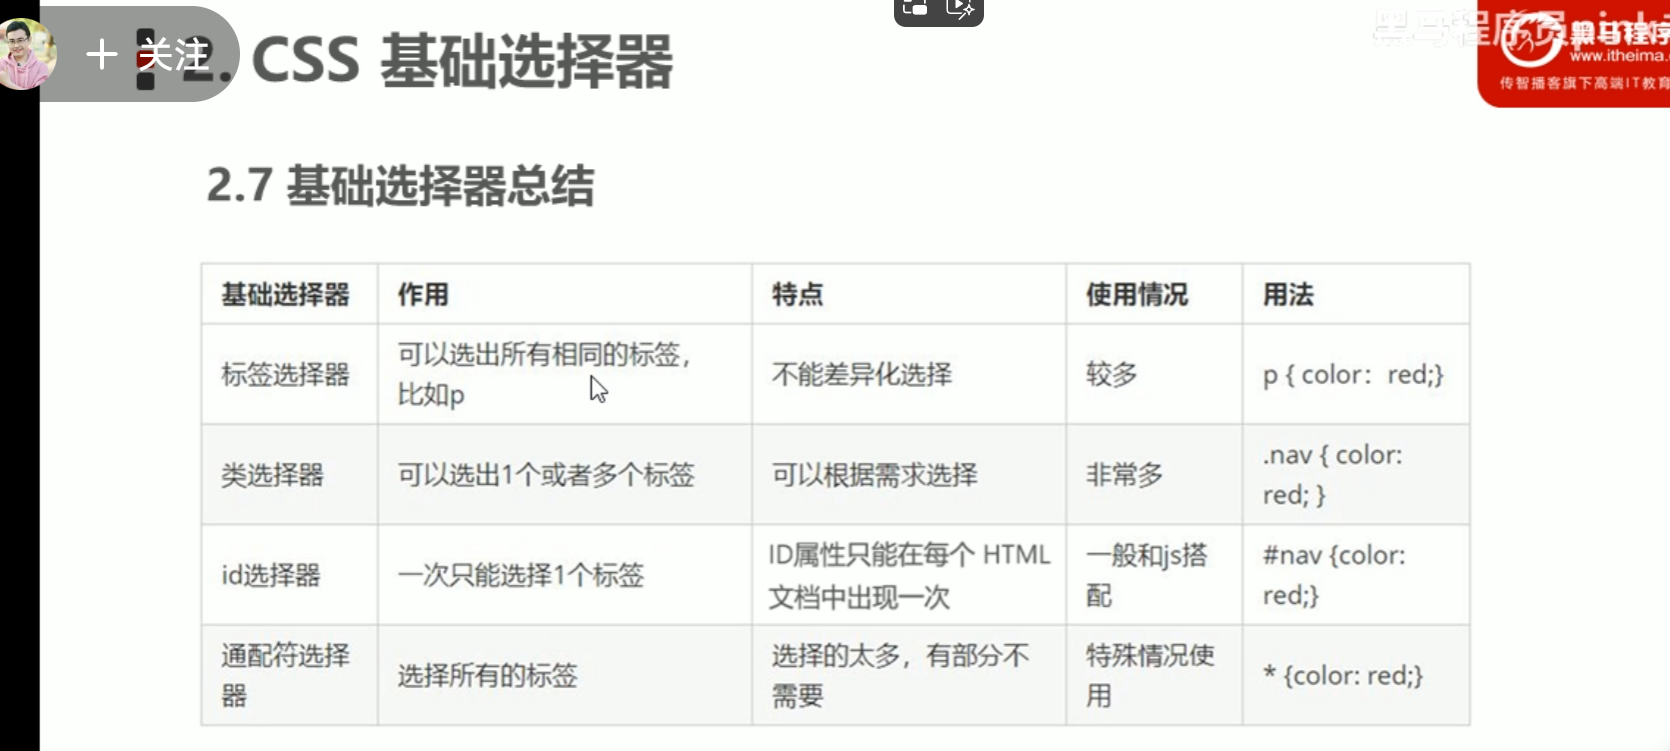 + 关注
2. CSS 基础选择器
黑马程序员pink
黑马程序
www.itheima.
传智播客旗下高端IT教育
2.7 基础选择器总结
基础选择器 作用 特点 使用情况 用法
标签选择器 可以选出所有相同的标签， 不能差异化选择 较多 p { color：red;}
比如p
类选择器 可以选出1个或者多个标签 可以根据需求选择 非常多 .nav { color:
red; }
id选择器 一次只能选择1个标签 ID属性只能在每个 HTML 一般和js搭 #nav {color:
文档中出现一次 配 red;}
通配符选择 选择所有的标签 选择的太多，有部分不 特殊情况使 * {color: red;}
器 需要 用